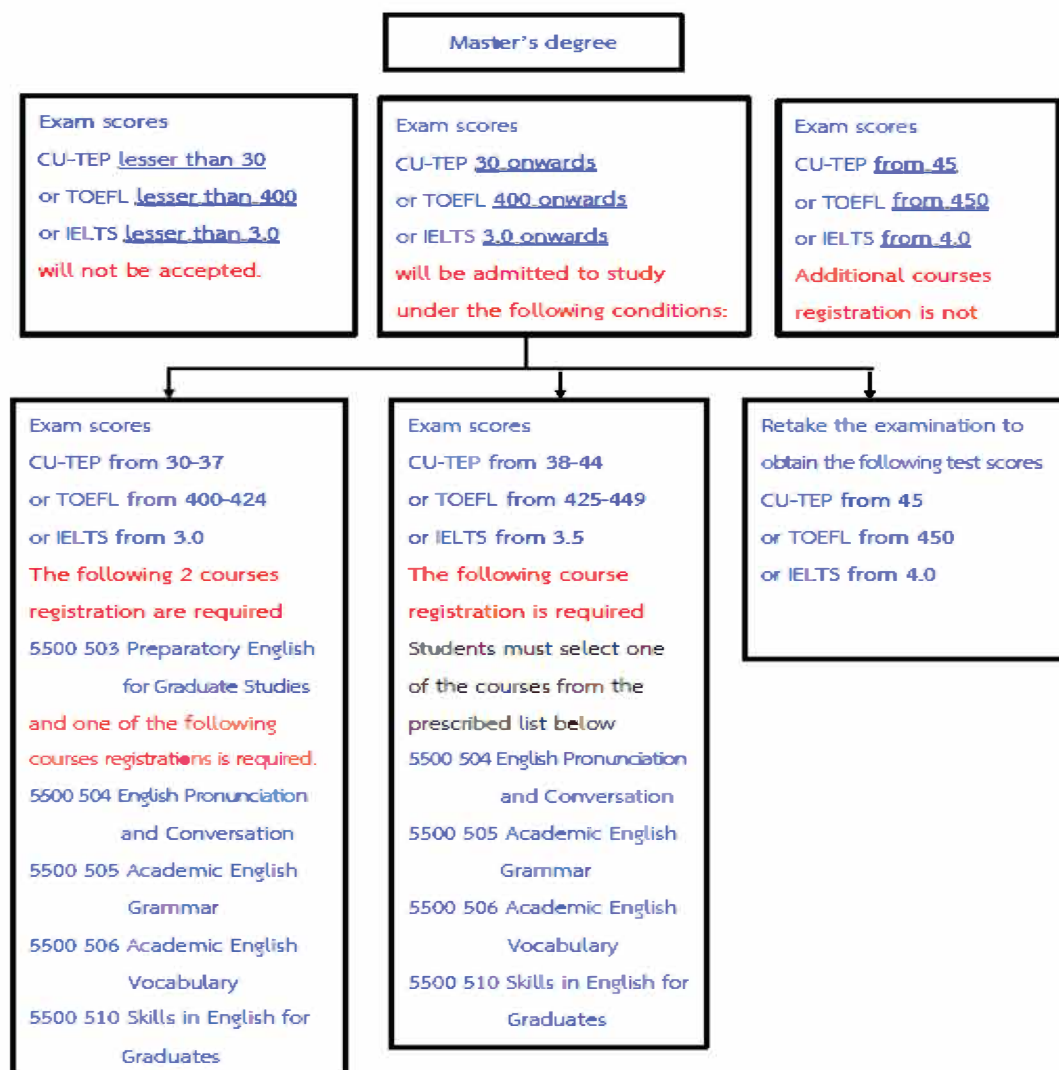 Master's degree
Exam scores
CU-TEP lesser than 30
or TOEFL lesser than 400
or IELTS lesser than 3.0
will not be accepted.
Exam scores
CU-TEP 30 onwards
or TOEFL 400 onwards
or IELTS 3.0 onwards
will be admitted to study
under the following conditions:
Exam scores
CU-TEP from 45
or TOEFL from 450
or IELTS from 4.0
Additional courses
registration is not
Exam scores
CU-TEP from 30-37
or TOEFL from 400-424
or IELTS from 3.0
The following 2 courses
registration are required
5500 503 Preparatory English
for Graduate Studies
and one of the following
courses registrations is required.
5500 504 English Pronunciation
and Conversation
5500 505 Academic English
Grammar
5500 506 Academic English
Vocabulary
5500 510 Skills in English for
Graduates
Exam scores
CU-TEP from 38-44
or TOEFL from 425-449
or IELTS from 3.5
The following course
registration is required
Students must select one
of the courses from the
prescribed list below
5500 504 English Pronunciation
and Conversation
5500 505 Academic English
Grammar
5500 506 Academic English
Vocabulary
5500 510 Skills in English for
Graduates
Retake the examination to
obtain the following test scores
CU-TEP from 45
or TOEFL from 450
or IELTS from 4.0